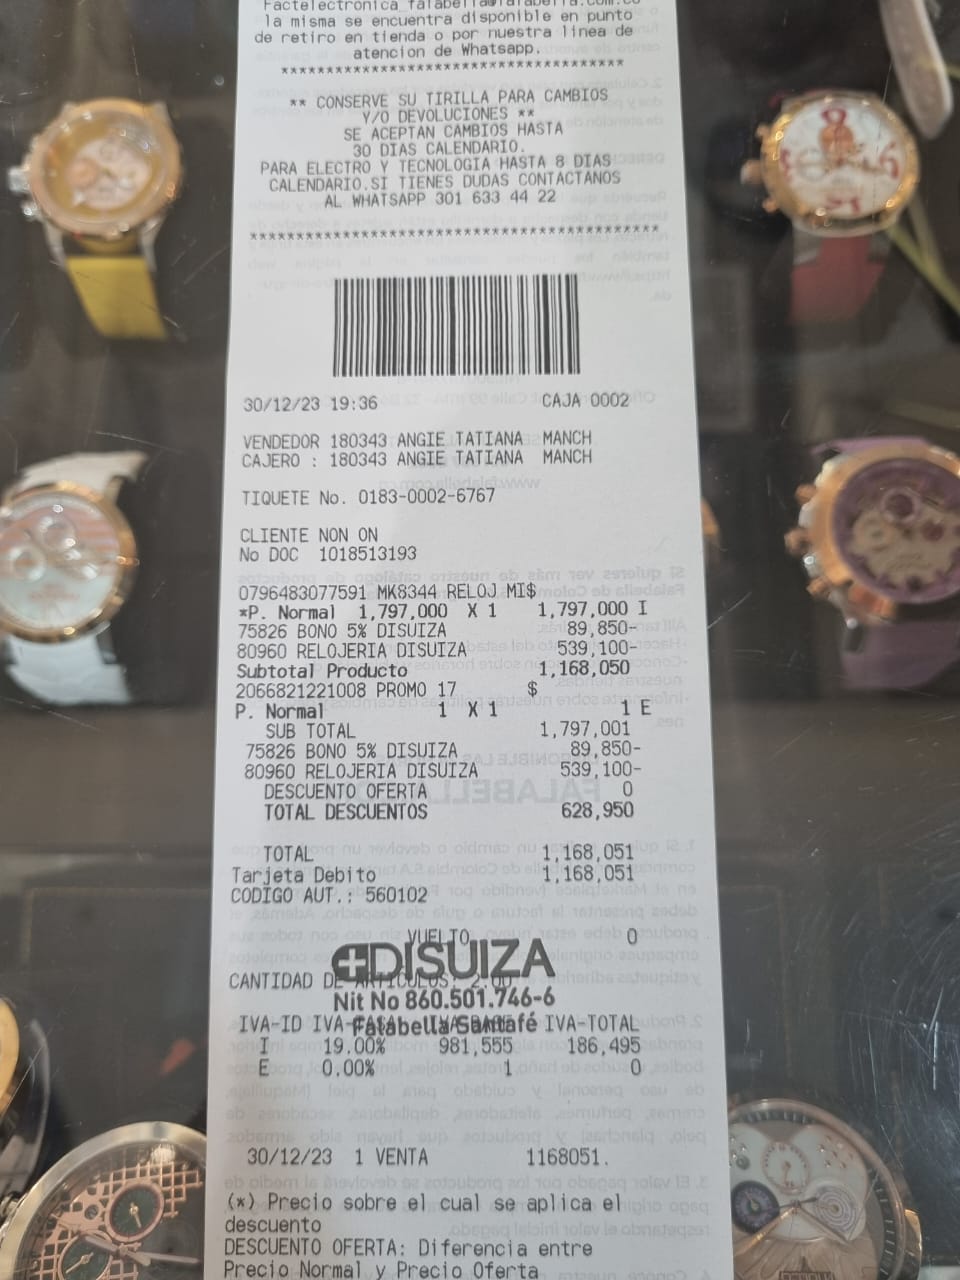 Factelectronica_falabella@falabella.com.co
la misma se encuentra disponible en punto
de retiro en tienda o por nuestra linea de
atencion de Whatsapp.
**************************************
** CONSERVE SU TIRILLA PARA CAMBIOS
Y/O DEVOLUCIONES **
SE ACEPTAN CAMBIOS HASTA
30 DIAS CALENDARIO.
PARA ELECTRO Y TECNOLOGIA HASTA 8 DIAS
CALENDARIO.SI TIENES DUDAS CONTACTANOS
AL WHATSAPP 301 633 44 22
*********************************************
30/12/23 19:36 CAJA 0002
VENDEDOR 180343 ANGIE TATIANA MANCH
CAJERO : 180343 ANGIE TATIANA MANCH
TIQUETE No. 0183-0002-6767
CLIENTE NON ON
No DOC 1018513193
0796483077591 MK8344 RELOJ MI$
*P. Normal 1,797,000 X 1 1,797,000 I
75826 BONO 5% DISUIZA 89,850-
80960 RELOJERIA DISUIZA 539,100-
Subtotal Producto 1,168,050
2066821221008 PROMO 17 $
P. Normal 1 X 1 1 E
SUB TOTAL 1,797,001
75826 BONO 5% DISUIZA 89,850-
80960 RELOJERIA DISUIZA 539,100-
DESCUENTO OFERTA 0
TOTAL DESCUENTOS 628,950
TOTAL 1,168,051
Tarjeta Debito 1,168,051
CODIGO AUT.: 560102
VUELTO 0
DISUIZA
CANTIDAD DE ARTICULOS: 2.00
Nit No 860.501.746-6
Falabella Santafé
IVA-ID IVA-TASA IVA-BASE IVA-TOTAL
I 19.00% 981,555 186,495
E 0.00% 1 0
30/12/23 1 VENTA 1168051.
(*) Precio sobre el cual se aplica el
descuento
DESCUENTO OFERTA: Diferencia entre
Precio Normal y Precio Oferta